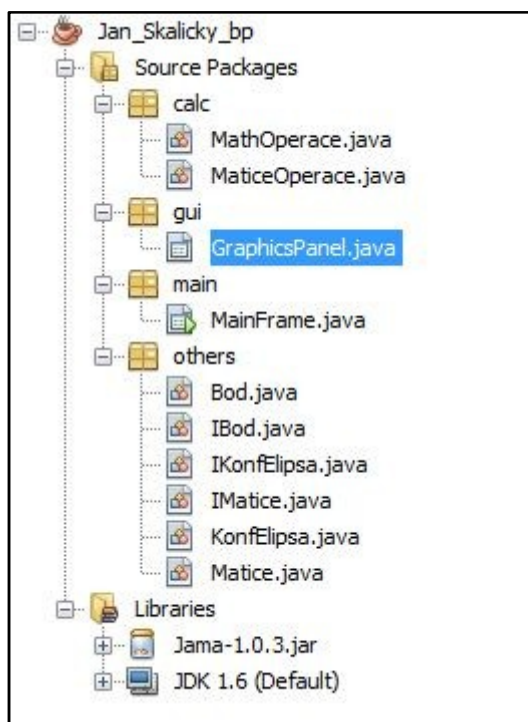 Jan_Skalicky_bp
Source Packages
calc
MathOperace.java
MaticeOperace.java
gui
GraphicsPanel.java
main
MainFrame.java
others
Bod.java
IBod.java
IKonfElipsa.java
IMatice.java
KonfElipsa.java
Matice.java
Libraries
Jama-1.0.3.jar
JDK 1.6 (Default)